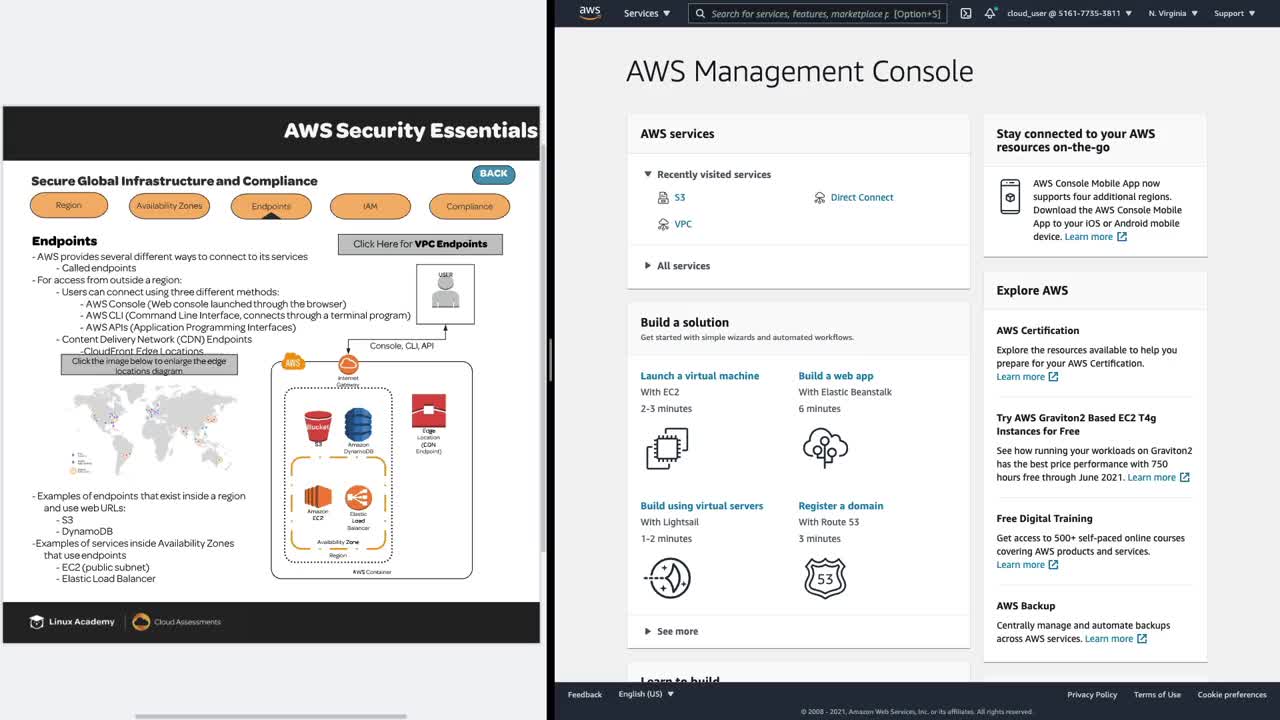 AWS Security Essentials
Secure Global Infrastructure and Compliance
BACK
Region
Availability Zones
Endpoints
IAM
Compliance
Endpoints
Click Here for VPC Endpoints
- AWS provides several different ways to connect to its services
- Called endpoints
- For access from outside a region:
- Users can connect using three different methods:
- AWS Console (Web console launched through the browser)
- AWS CLI (Command Line Interface, connects through a terminal program)
- AWS APIs (Application Programming Interfaces)
- Content Delivery Network (CDN) Endpoints
-CloudFront Edge Locations
Click the image below to enlarge the edge
locations diagram
USER
Console, CLI, API
AWS
Internet
Gateway
Bucket
S3
Amazon
DynamoDB
Edge
Location
(CDN
Endpoint)
Amazon
EC2
Elastic
Load
Balancer
Availability Zone
Region
AWS Container
- Examples of endpoints that exist inside a region
and use web URLs:
- S3
- DynamoDB
-Examples of services inside Availability Zones
that use endpoints
- EC2 (public subnet)
- Elastic Load Balancer
Linux Academy
Cloud Assessments
aws
Services
Search for services, features, marketplace p [Option+S]
cloud_user @ 5161-7735-3811
N. Virginia
Support
AWS Management Console
AWS services
Recently visited services
S3
Direct Connect
VPC
All services
Build a solution
Get started with simple wizards and automated workflows.
Launch a virtual machine
With EC2
2-3 minutes
Build a web app
With Elastic Beanstalk
6 minutes
Build using virtual servers
With Lightsail
1-2 minutes
Register a domain
With Route 53
3 minutes
53
See more
Learn to build
Stay connected to your AWS
resources on-the-go
AWS Console Mobile App now
supports four additional regions.
Download the AWS Console Mobile
App to your iOS or Android mobile
device. Learn more
Explore AWS
AWS Certification
Explore the resources available to help you
prepare for your AWS Certification.
Learn more
Try AWS Graviton2 Based EC2 T4g
Instances for Free
See how running your workloads on Graviton2
has the best price performance with 750
hours free through June 2021. Learn more
Free Digital Training
Get access to 500+ self-paced online courses
covering AWS products and services.
Learn more
AWS Backup
Centrally manage and automate backups
across AWS services. Learn more
Feedback
English (US)
Privacy Policy
Terms of Use
Cookie preferences
© 2008 - 2021, Amazon Web Services, Inc. or its affiliates. All rights reserved.